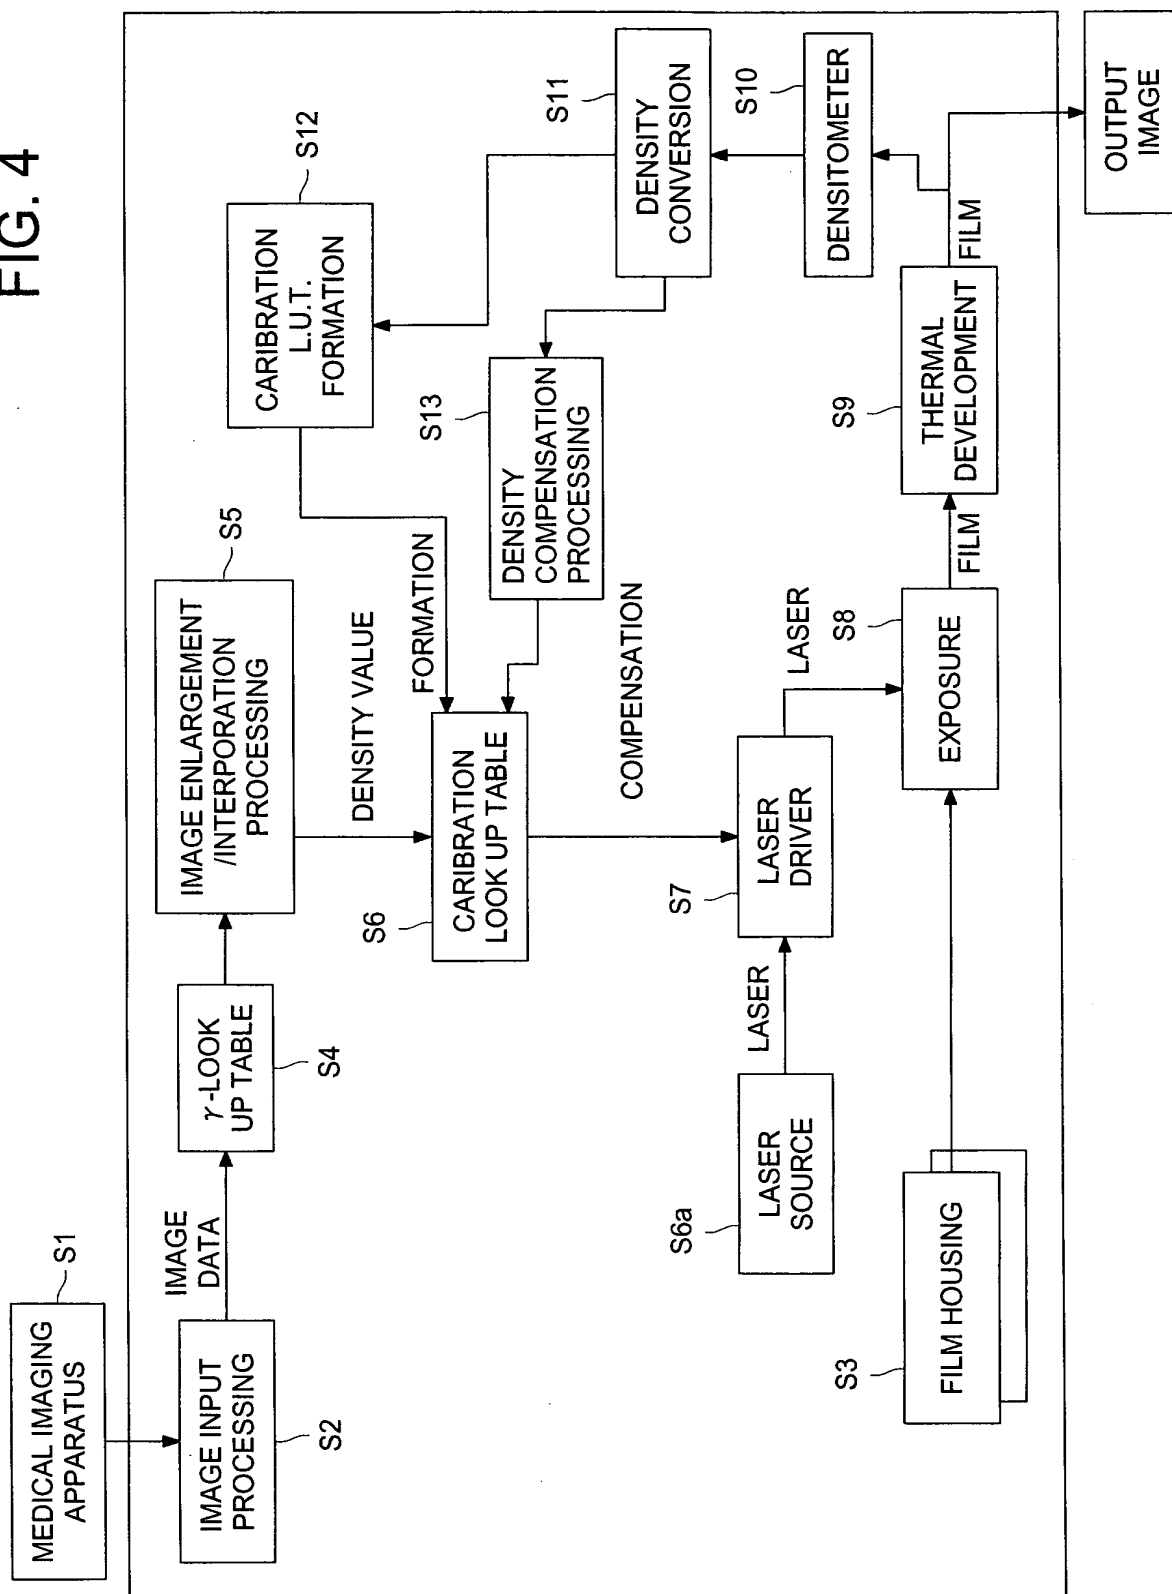 FIG. 4
MEDICAL IMAGING
APPARATUS
S1
IMAGE INPUT
PROCESSING
S2
IMAGE
DATA
γ-LOOK
UP TABLE
S4
IMAGE ENLARGEMENT
/INTERPORATION
PROCESSING
S5
CARIBRATION
L.U.T.
FORMATION
S12
DENSITY VALUE
FORMATION
S6
CARIBRATION
LOOK UP TABLE
S13
DENSITY
COMPENSATION
PROCESSING
COMPENSATION
S11
DENSITY
CONVERSION
S10
DENSITOMETER
S6a
LASER
SOURCE
LASER
S7
LASER
DRIVER
LASER
S3
FILM HOUSING
S8
EXPOSURE
FILM
S9
THERMAL
DEVELOPMENT
FILM
OUTPUT
IMAGE